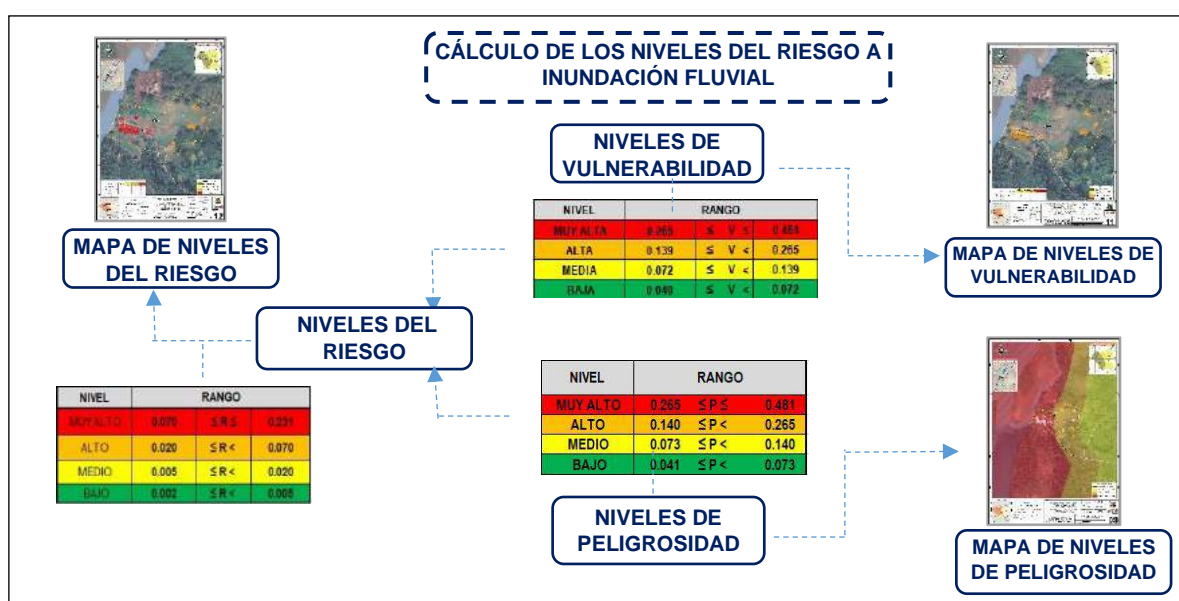 CÁLCULO DE LOS NIVELES DEL RIESGO A
INUNDACIÓN FLUVIAL
MAPA DE NIVELES
DEL RIESGO
NIVELES DE
VULNERABILIDAD
MAPA DE NIVELES DE
VULNERABILIDAD
NIVEL RANGO
MUY ALTA 0.265 ≤ V ≤
ALTA 0.139 ≤ V < 0.265
MEDIA 0.072 ≤ V < 0.139
BAJA 0.040 ≤ V < 0.072
NIVELES DEL
RIESGO
NIVEL RANGO
MUY ALTO 0.070 ≤ R ≤ 0.231
ALTO 0.020 ≤ R < 0.070
MEDIO 0.005 ≤ R < 0.020
BAJO 0.002 ≤ R < 0.005
NIVEL RANGO
MUY ALTO 0.265 ≤ P ≤ 0.481
ALTO 0.140 ≤ P < 0.265
MEDIO 0.073 ≤ P < 0.140
BAJO 0.041 ≤ P < 0.073
NIVELES DE
PELIGROSIDAD
MAPA DE NIVELES
DE PELIGROSIDAD